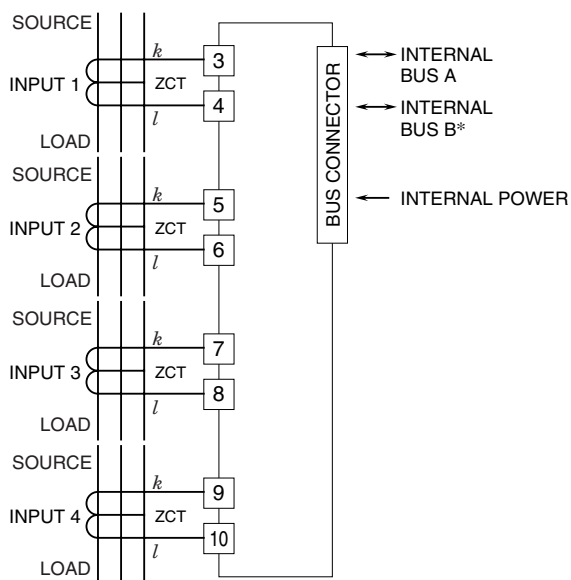 SOURCE
k
3
INPUT 1
ZCT
4
l
LOAD
SOURCE
k
5
INPUT 2
ZCT
6
l
LOAD
SOURCE
k
7
INPUT 3
ZCT
8
l
LOAD
SOURCE
k
9
INPUT 4
ZCT
10
l
LOAD
BUS CONNECTOR
INTERNAL
BUS A
INTERNAL
BUS B*
INTERNAL POWER